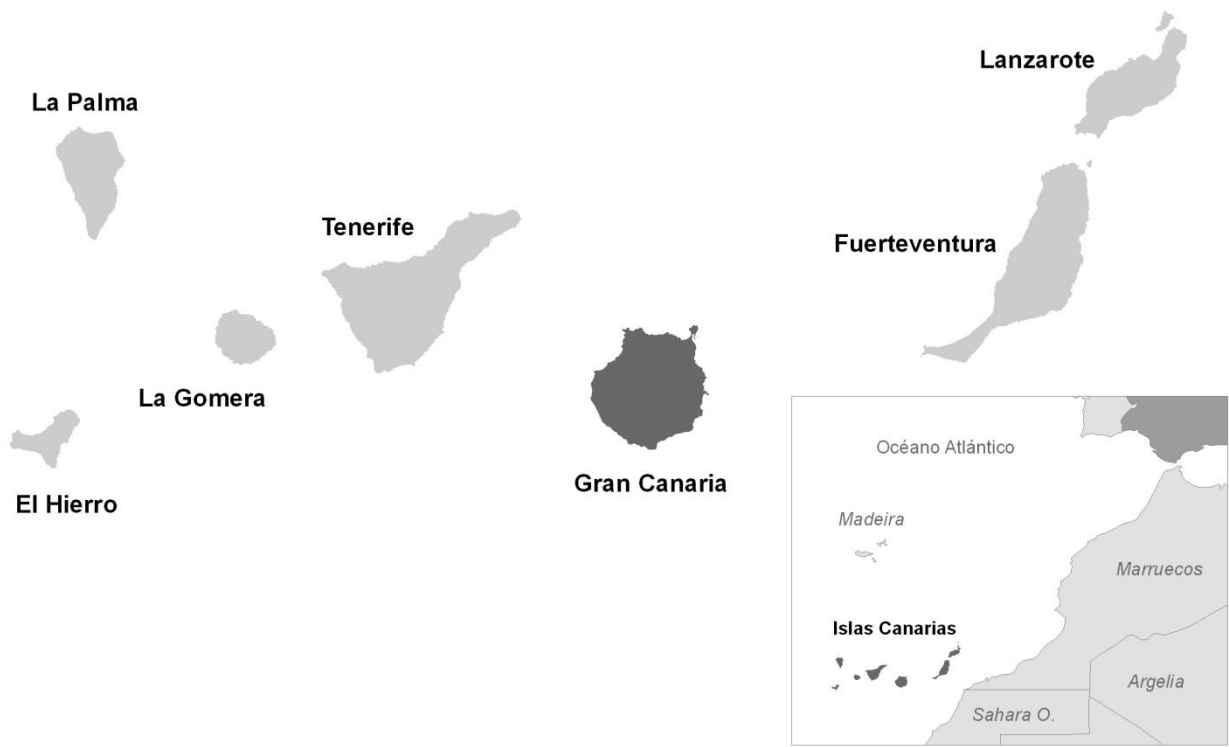 Lanzarote
La Palma
Tenerife
Fuerteventura
La Gomera
Gran Canaria
El Hierro
Océano Atlántico
Madeira
Marruecos
Islas Canarias
Argelia
Sahara O.